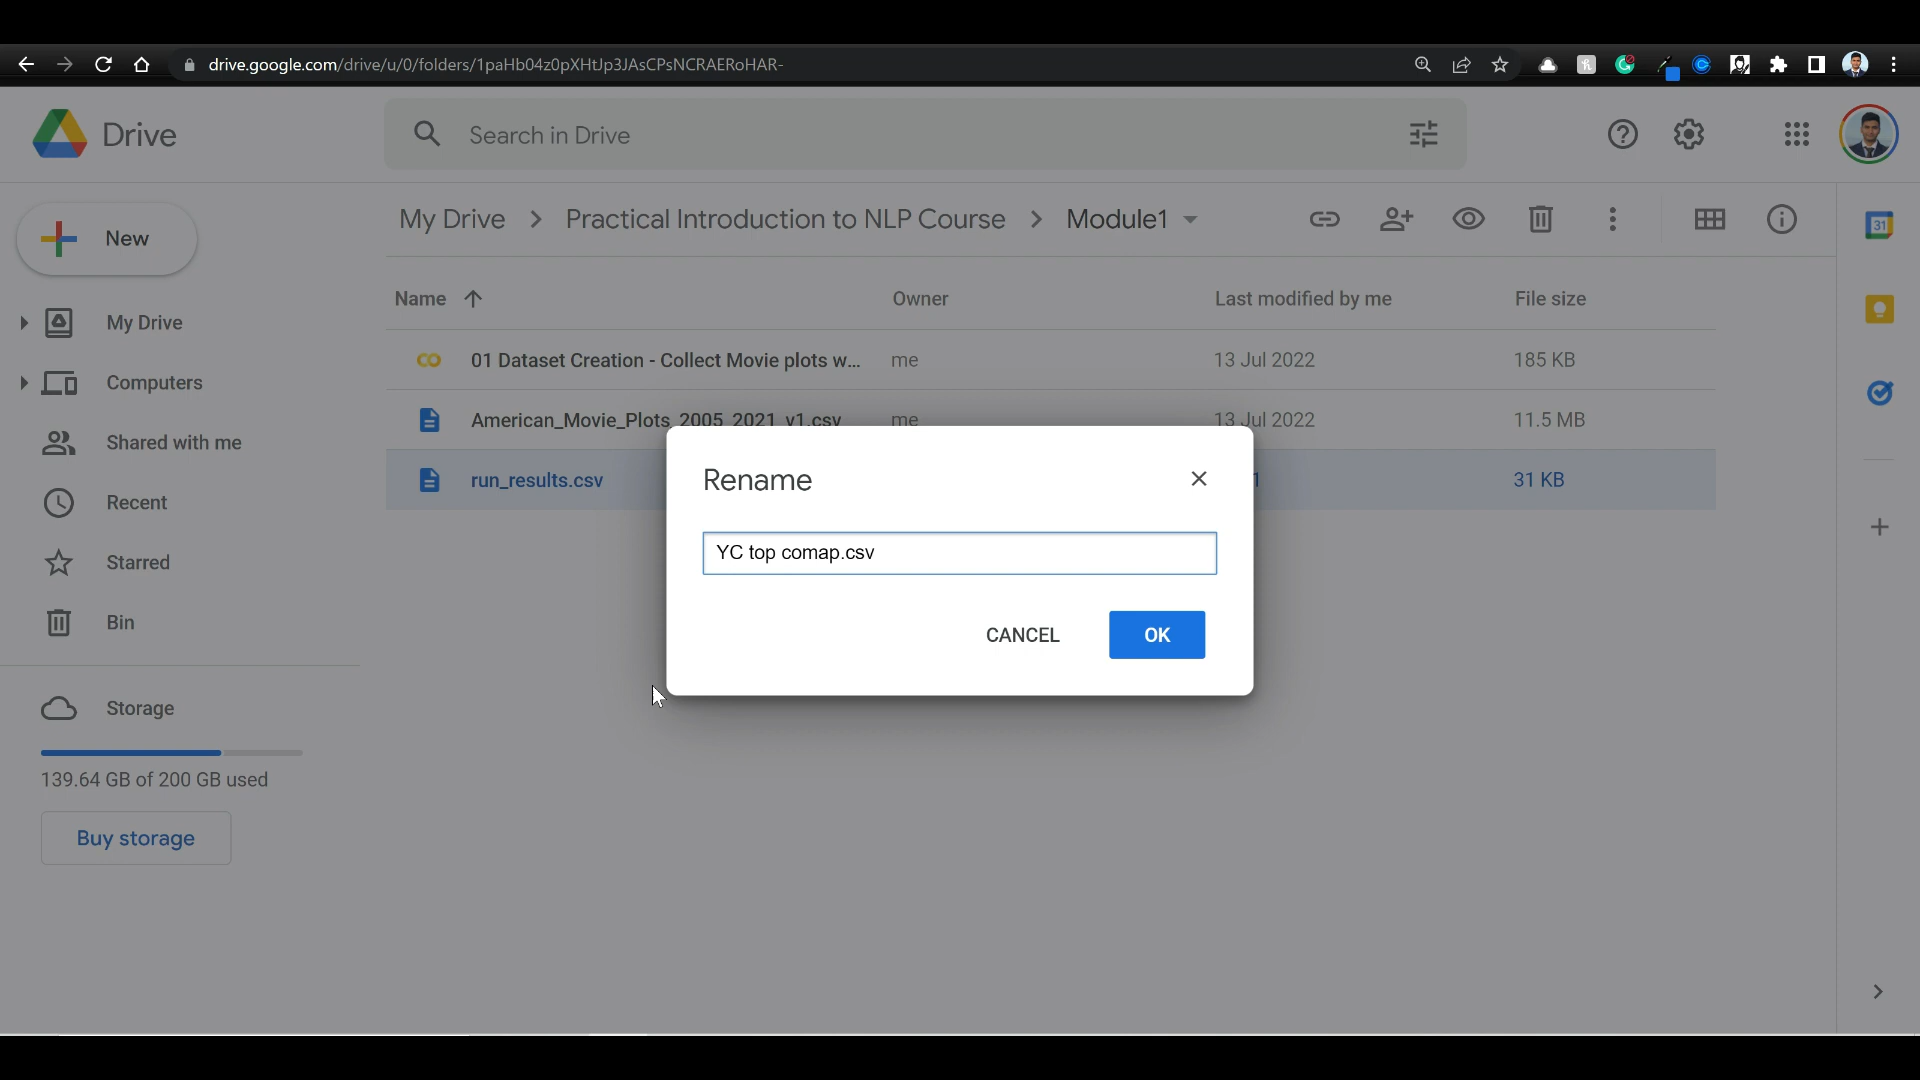 drive.google.com/drive/u/0/folders/1paHb04z0pXHtJp3JAsCPsNCRAERoHAR-
Drive
Search in Drive
New
My Drive > Practical Introduction to NLP Course > Module1
Name Owner Last modified by me File size
My Drive
01 Dataset Creation - Collect Movie plots w... me 13 Jul 2022 185 KB
Computers
American_Movie_Plots_2005_2021_v1.csv me 13 Jul 2022 11.5 MB
Shared with me
run_results.csv 31 KB
Rename
Recent
YC top comap.csv
Starred
Bin
CANCEL OK
Storage
139.64 GB of 200 GB used
Buy storage
31